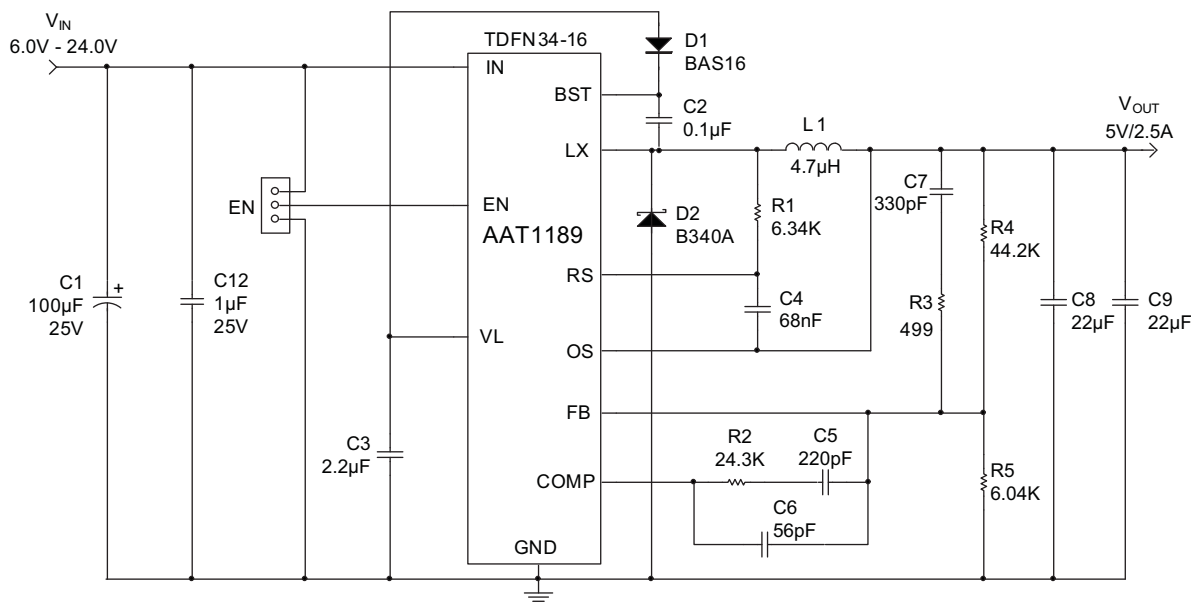 V_IN
6.0V - 24.0V
TDFN34-16
D1
BAS16
IN
BST
C2
0.1µF
V_OUT
5V/2.5A
LX
L1
4.7µH
C7
330pF
EN
EN
AAT1189
D2
B340A
R1
6.34K
R4
44.2K
RS
C1
+
100µF
25V
C12
1µF
25V
C4
68nF
R3
499
C8
22µF
C9
22µF
VL
OS
FB
C3
2.2µF
R2
24.3K
C5
220pF
COMP
R5
6.04K
C6
56pF
GND